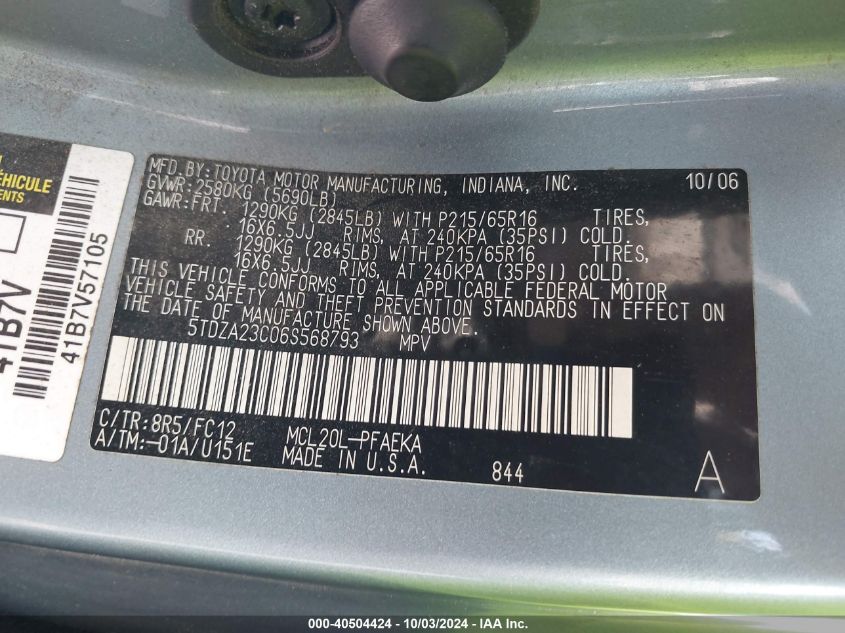 ÉHICULE
ENTS
41B7V
41B7V57105
MFD.BY:TOYOTA MOTOR MANUFACTURING, INDIANA, INC. 10/06
GVWR:2580KG (5690LB)
GAWR:FRT. 1290KG (2845LB) WITH P215/65R16 TIRES,
16X6.5JJ RIMS, AT 240KPA (35PSI) COLD.
RR. 1290KG (2845LB) WITH P215/65R16 TIRES,
16X6.5JJ RIMS, AT 240KPA (35PSI) COLD.
THIS VEHICLE CONFORMS TO ALL APPLICABLE FEDERAL MOTOR
VEHICLE SAFETY AND THEFT PREVENTION STANDARDS IN EFFECT ON
THE DATE OF MANUFACTURE SHOWN ABOVE.
5TDZA23C06S568793 MPV
C/TR:8R5/FC12 MCL20L-PFAEKA
A/TM:-01A/U151E MADE IN U.S.A. 844 A
000-40504424 - 10/03/2024 - IAA Inc.